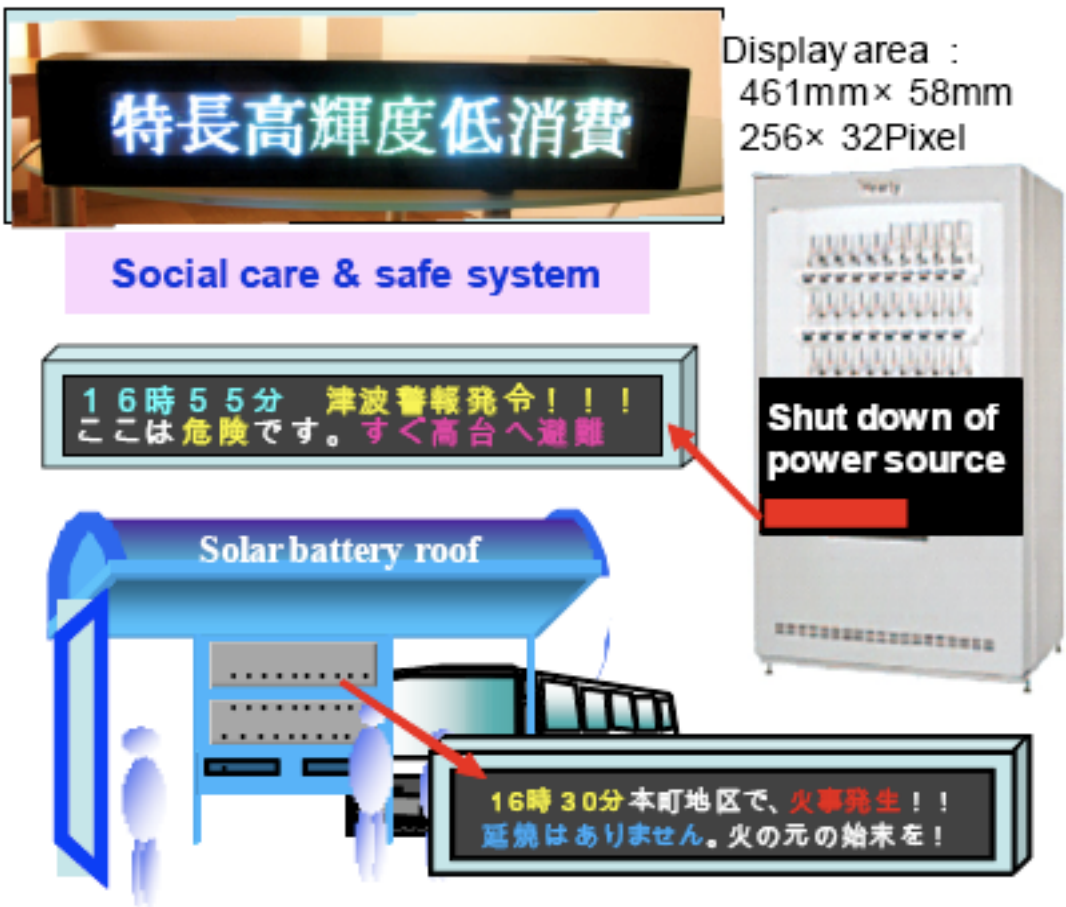 特長高輝度低消費
Display area :
461mm× 58mm
256× 32Pixel
Social care & safe system
16時55分 津波警報発令!!!
ここは危険です。すぐ高台へ避難
Shut down of
power source
Solar battery roof
16時30分本町地区で、火事発生!!
延焼はありません。火の元の始末を!